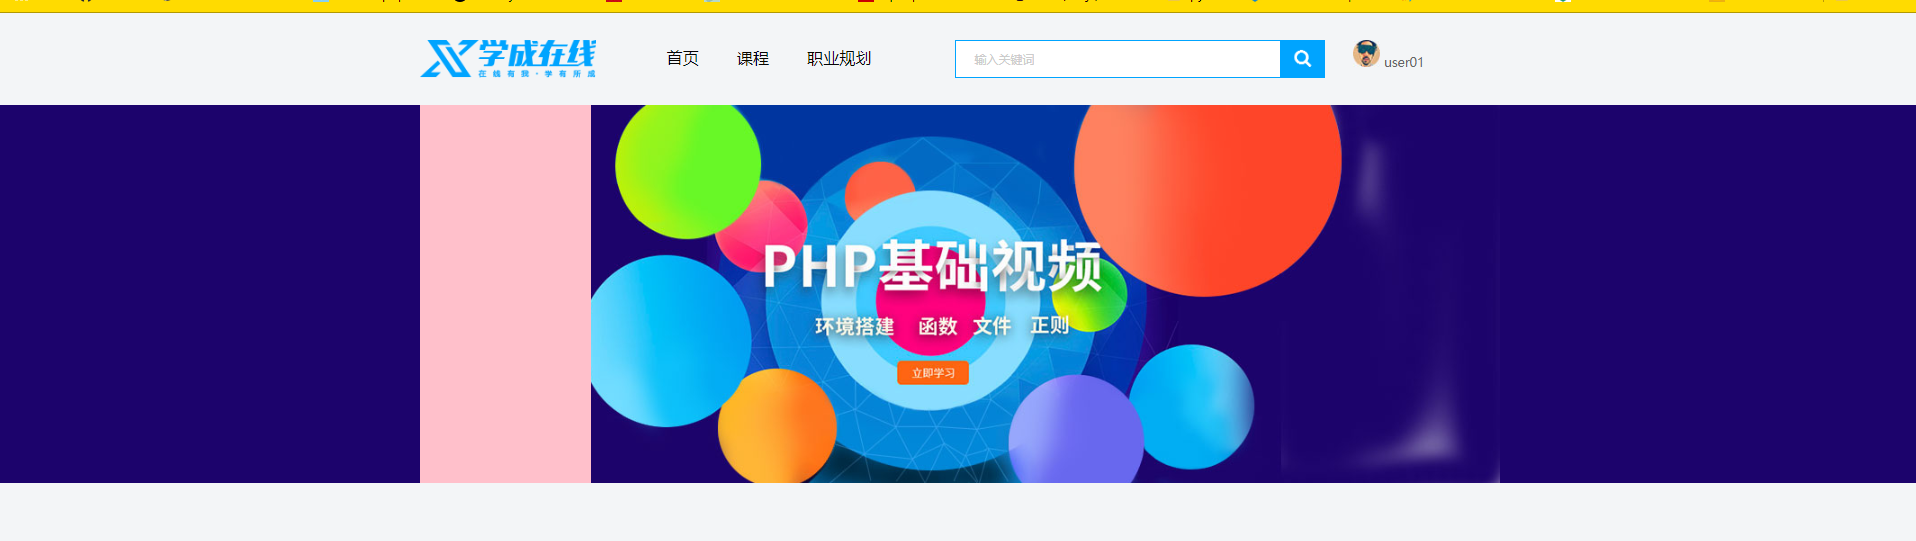 学成在线
在线有我·学有所成
首页 课程 职业规划
输入关键词
user01
PHP基础视频
环境搭建 函数 文件 正则
立即学习